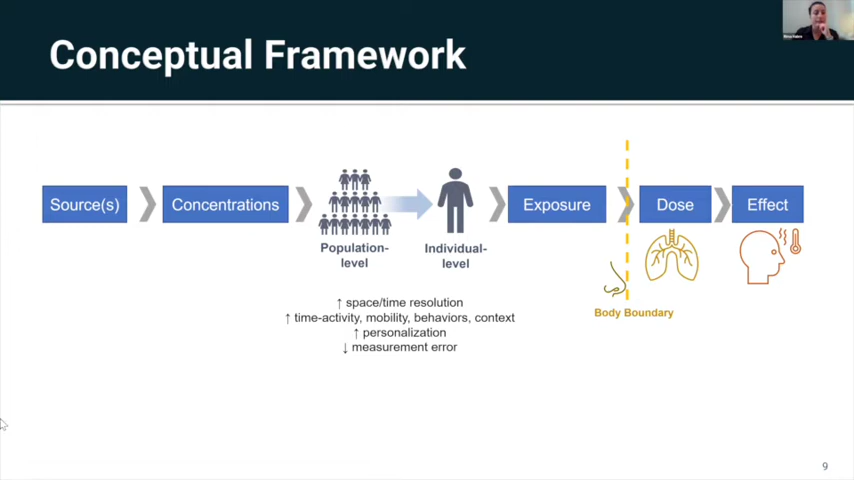 Conceptual Framework
Source(s)
Concentrations
Population-
level
Individual-
level
Exposure
Dose
Effect
Body Boundary
↑ space/time resolution
↑ time-activity, mobility, behaviors, context
↑ personalization
↓ measurement error
9